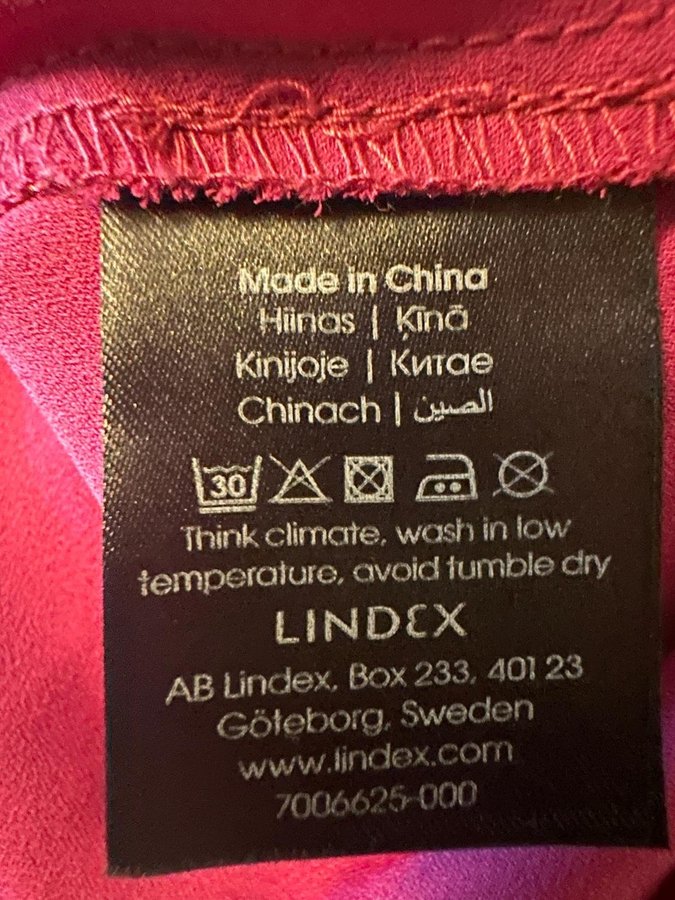 Made in China
Hiinas | Ķīnā
Kinijoje | Китае
Chinach | الصين
30
Think climate, wash in low
temperature, avoid tumble dry
LINDEX
AB Lindex, Box 233, 401 23
Göteborg, Sweden
www.lindex.com
7006625-000